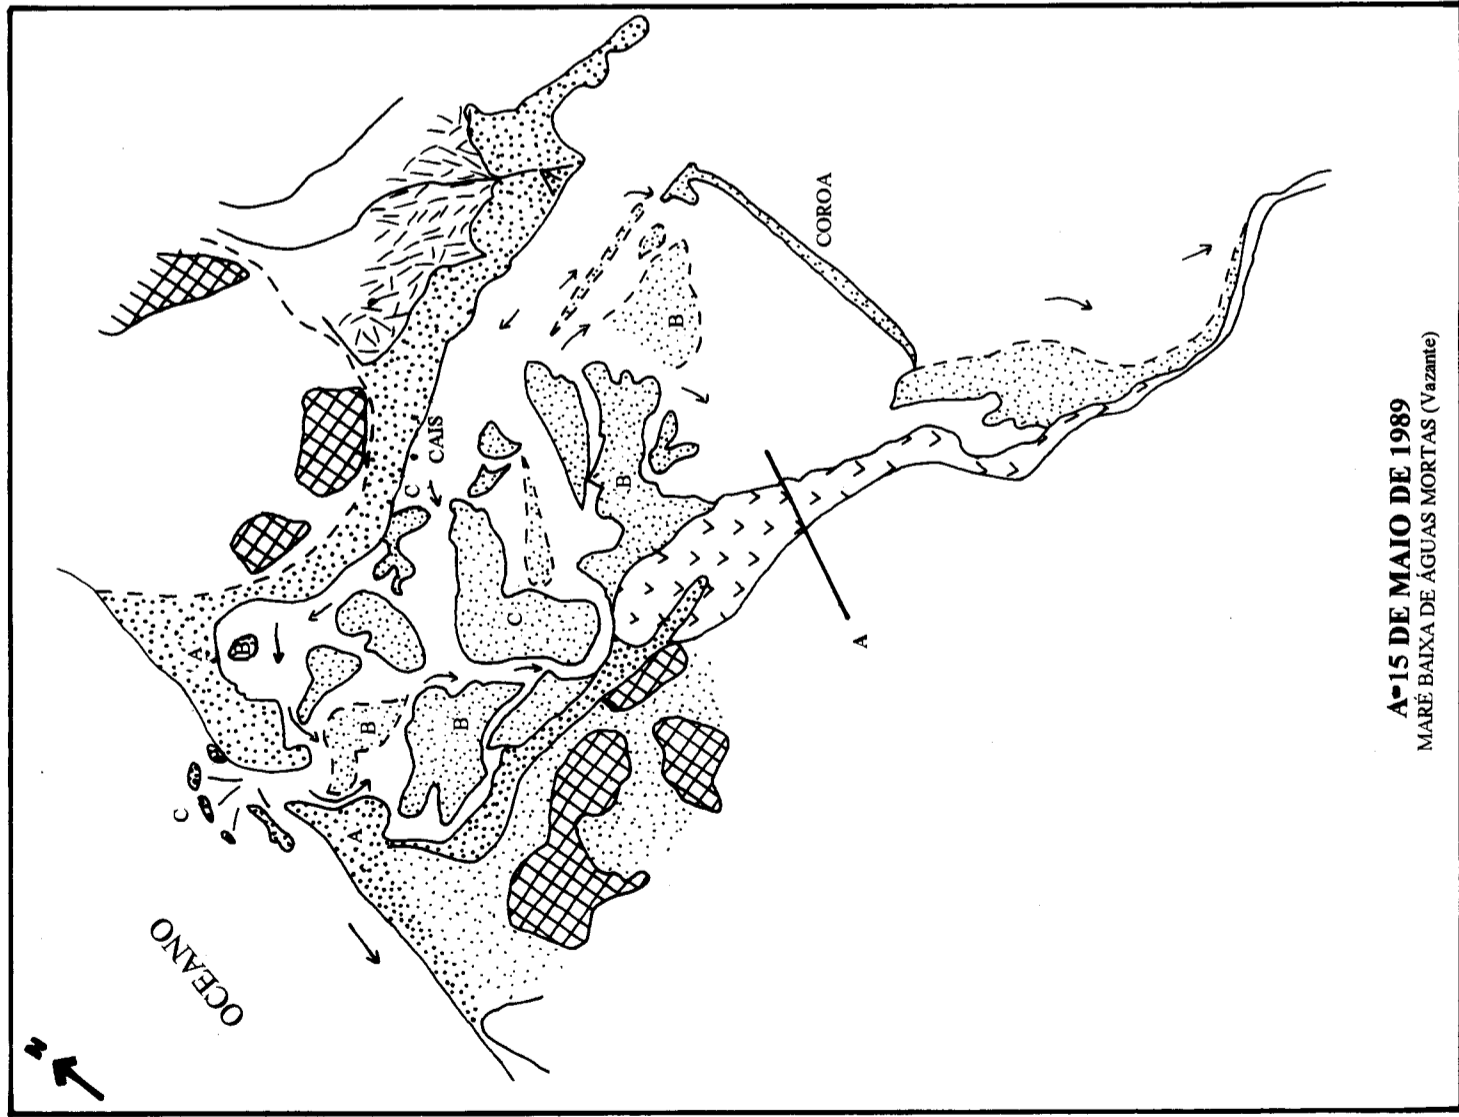 N
OCEANO
C
A
B
A
B
B
C
CAIS
C
B
B
COROA
A
A-15 DE MAIO DE 1989
MARÉ BAIXA DE ÁGUAS MORTAS (Vazante)